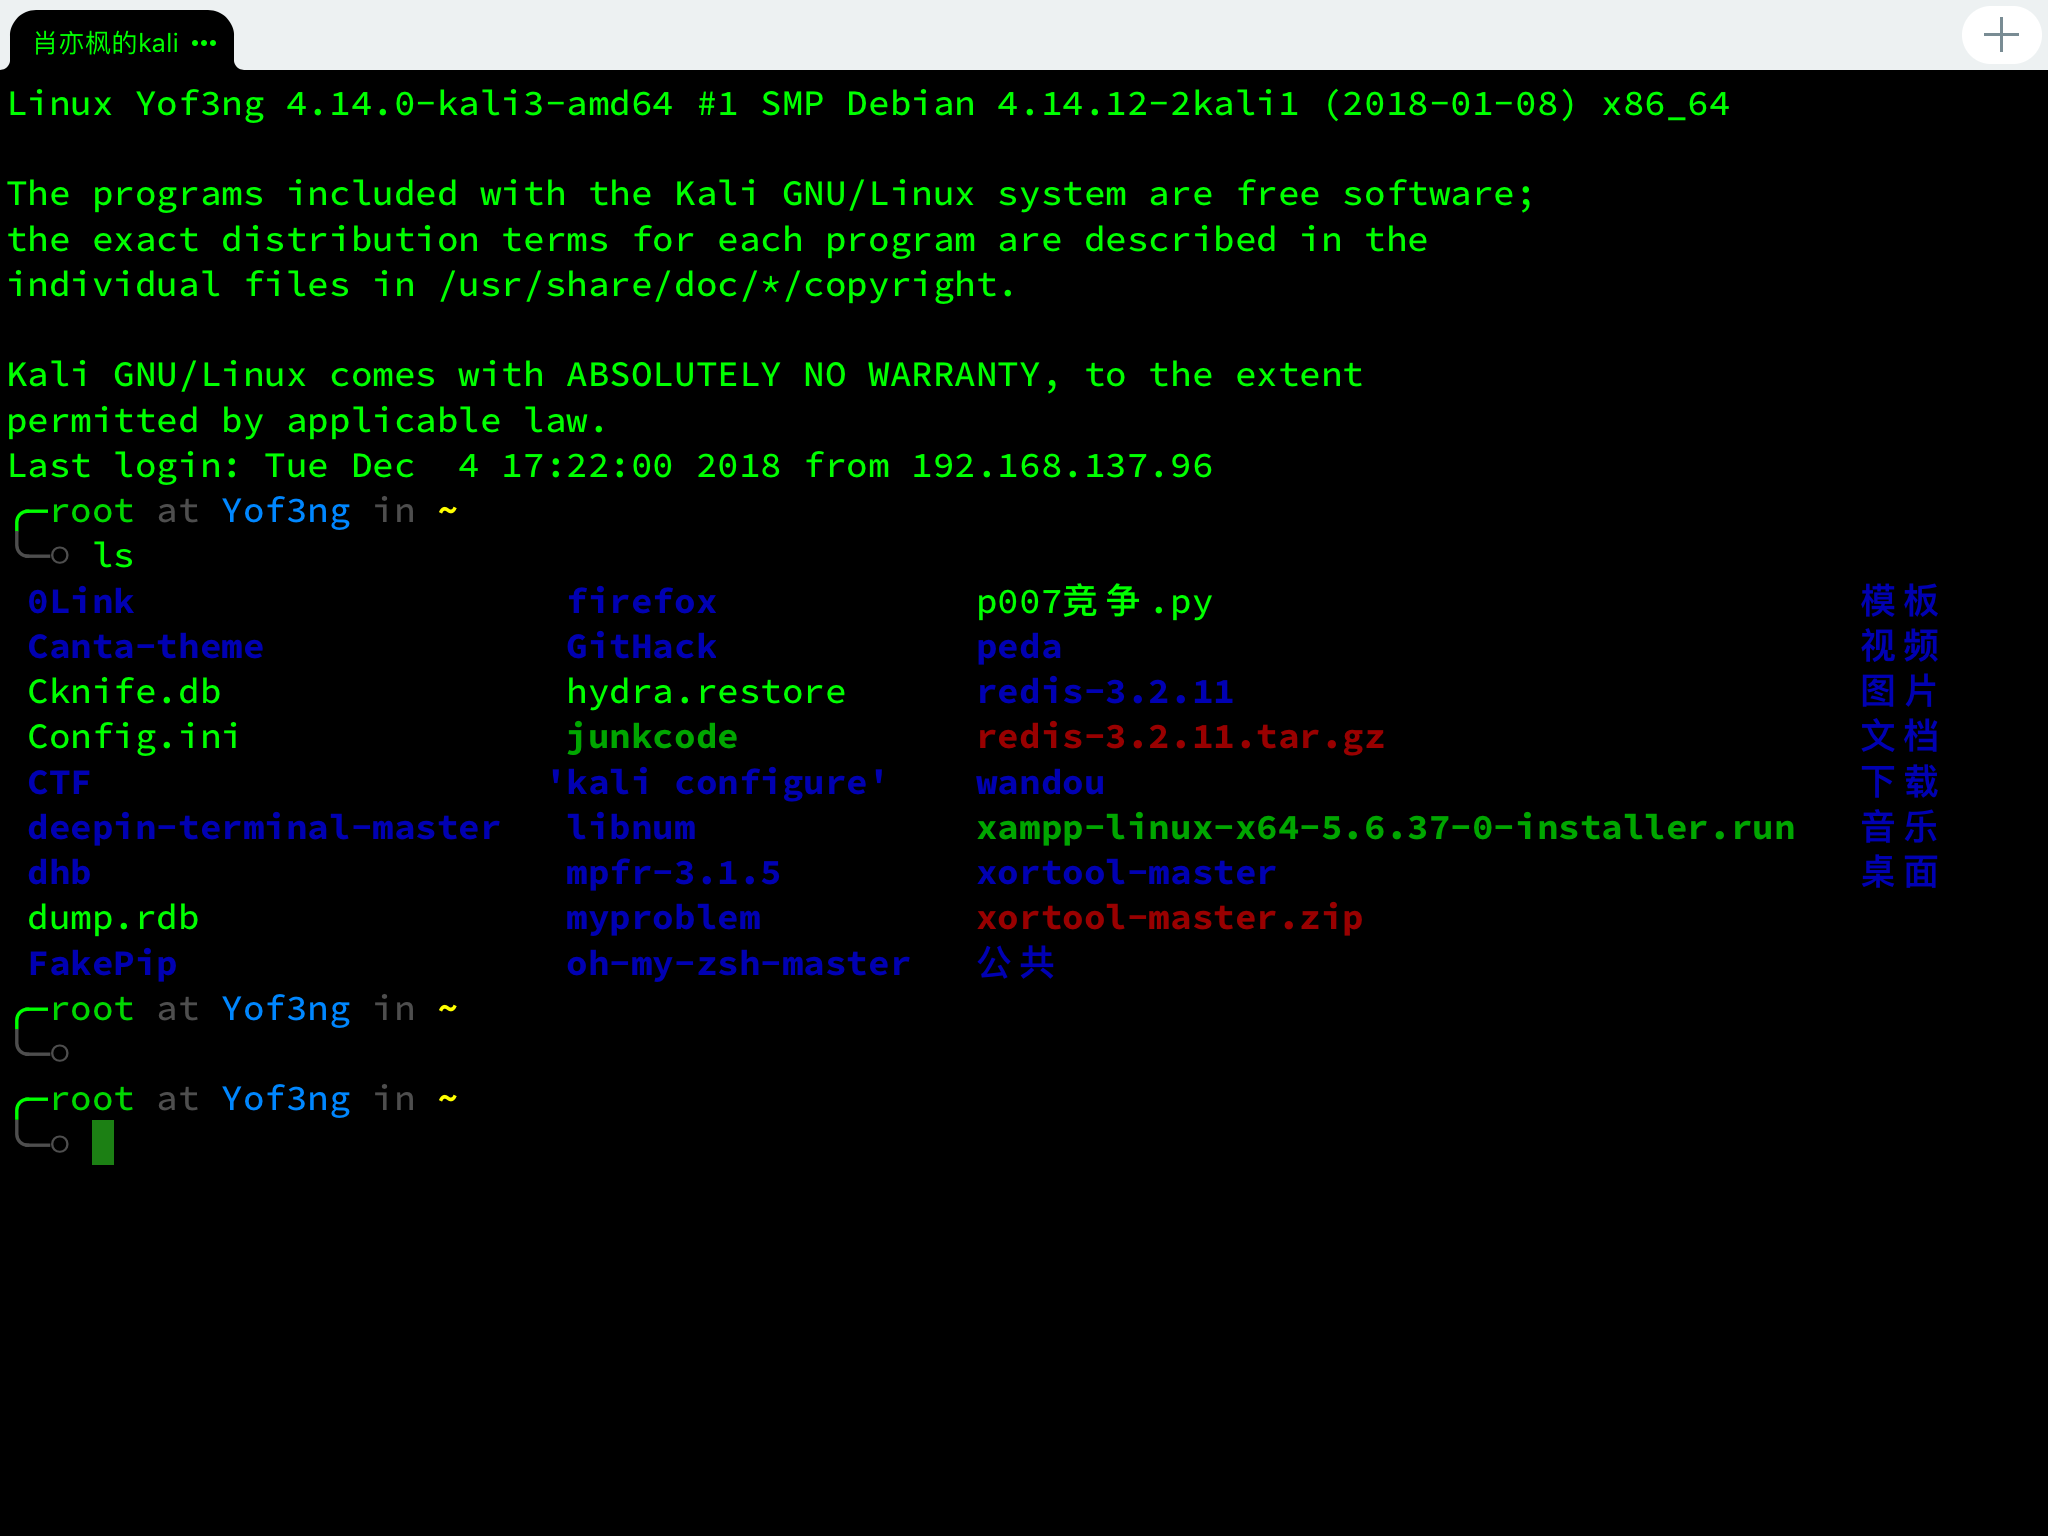 肖亦枫的kali •••
Linux Yof3ng 4.14.0-kali3-amd64 #1 SMP Debian 4.14.12-2kali1 (2018-01-08) x86_64
The programs included with the Kali GNU/Linux system are free software;
the exact distribution terms for each program are described in the
individual files in /usr/share/doc/*/copyright.
Kali GNU/Linux comes with ABSOLUTELY NO WARRANTY, to the extent
permitted by applicable law.
Last login: Tue Dec  4 17:22:00 2018 from 192.168.137.96
╭─root at Yof3ng in ~
╰─○ ls
0Link firefox p007竞争.py 模板
Canta-theme GitHack peda 视频
Cknife.db hydra.restore redis-3.2.11 图片
Config.ini junkcode redis-3.2.11.tar.gz 文档
CTF 'kali configure' wandou 下载
deepin-terminal-master libnum xampp-linux-x64-5.6.37-0-installer.run 音乐
dhb mpfr-3.1.5 xortool-master 桌面
dump.rdb myproblem xortool-master.zip
FakePip oh-my-zsh-master 公共
╭─root at Yof3ng in ~
╰─○
╭─root at Yof3ng in ~
╰─○